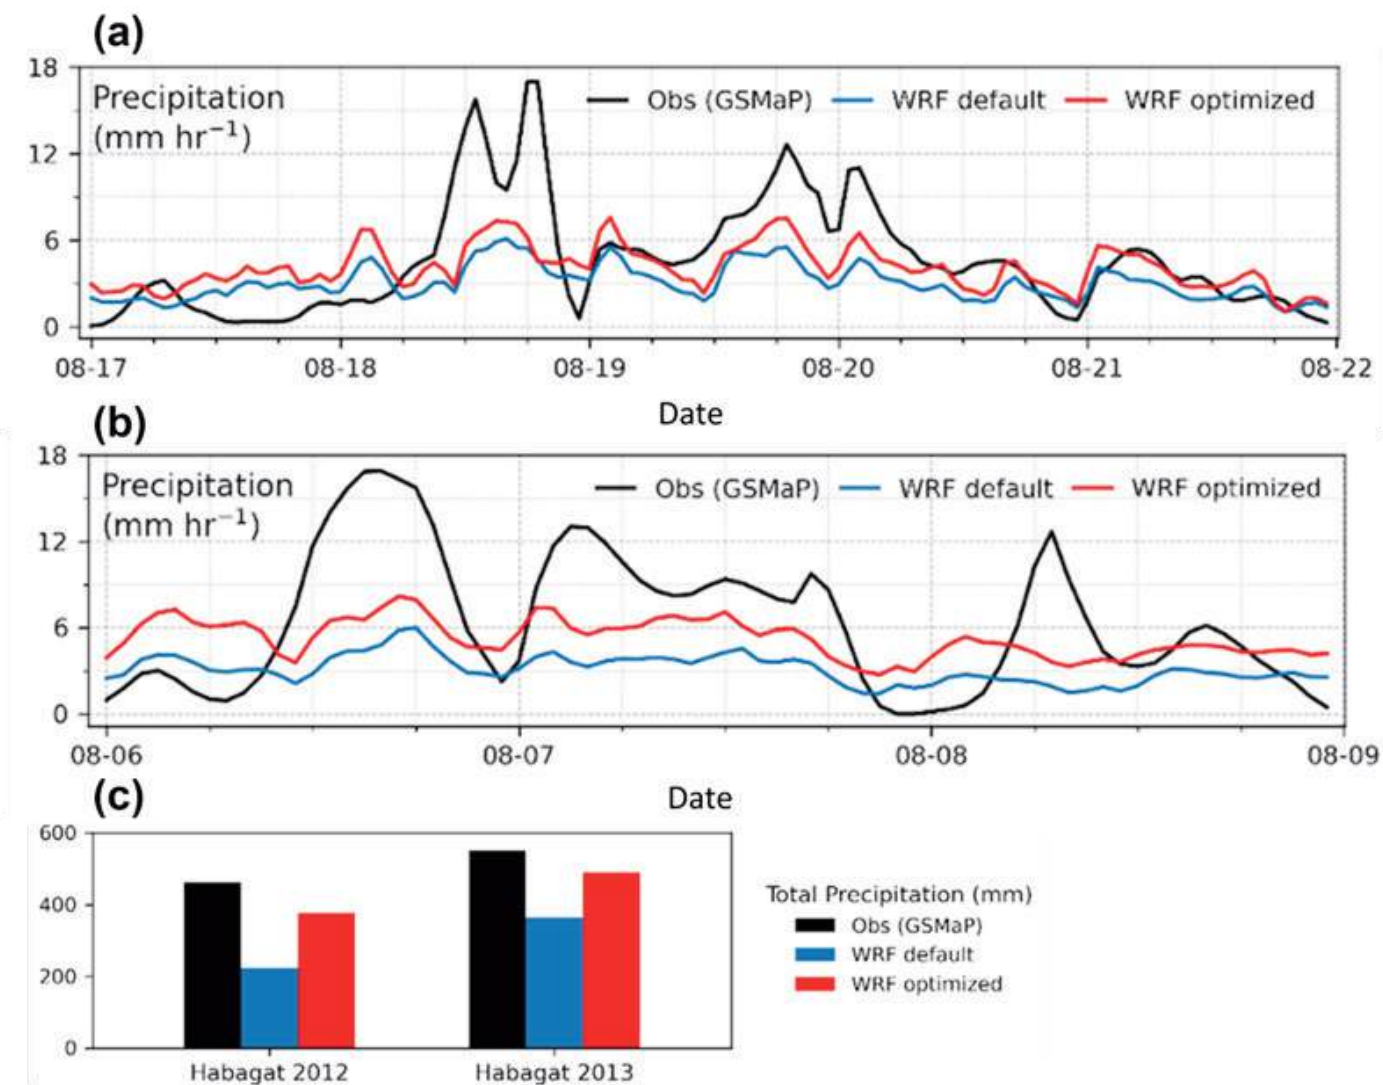 (a)
18
Precipitation
(mm hr⁻¹)
Obs (GSMaP) WRF default WRF optimized
12
6
0
08-17 08-18 08-19 08-20 08-21 08-22
Date
(b)
18
Precipitation
(mm hr⁻¹)
Obs (GSMaP) WRF default WRF optimized
12
6
0
08-06 08-07 08-08 08-09
Date
(c)
600
400
200
0
Habagat 2012 Habagat 2013
Total Precipitation (mm)
Obs (GSMaP)
WRF default
WRF optimized